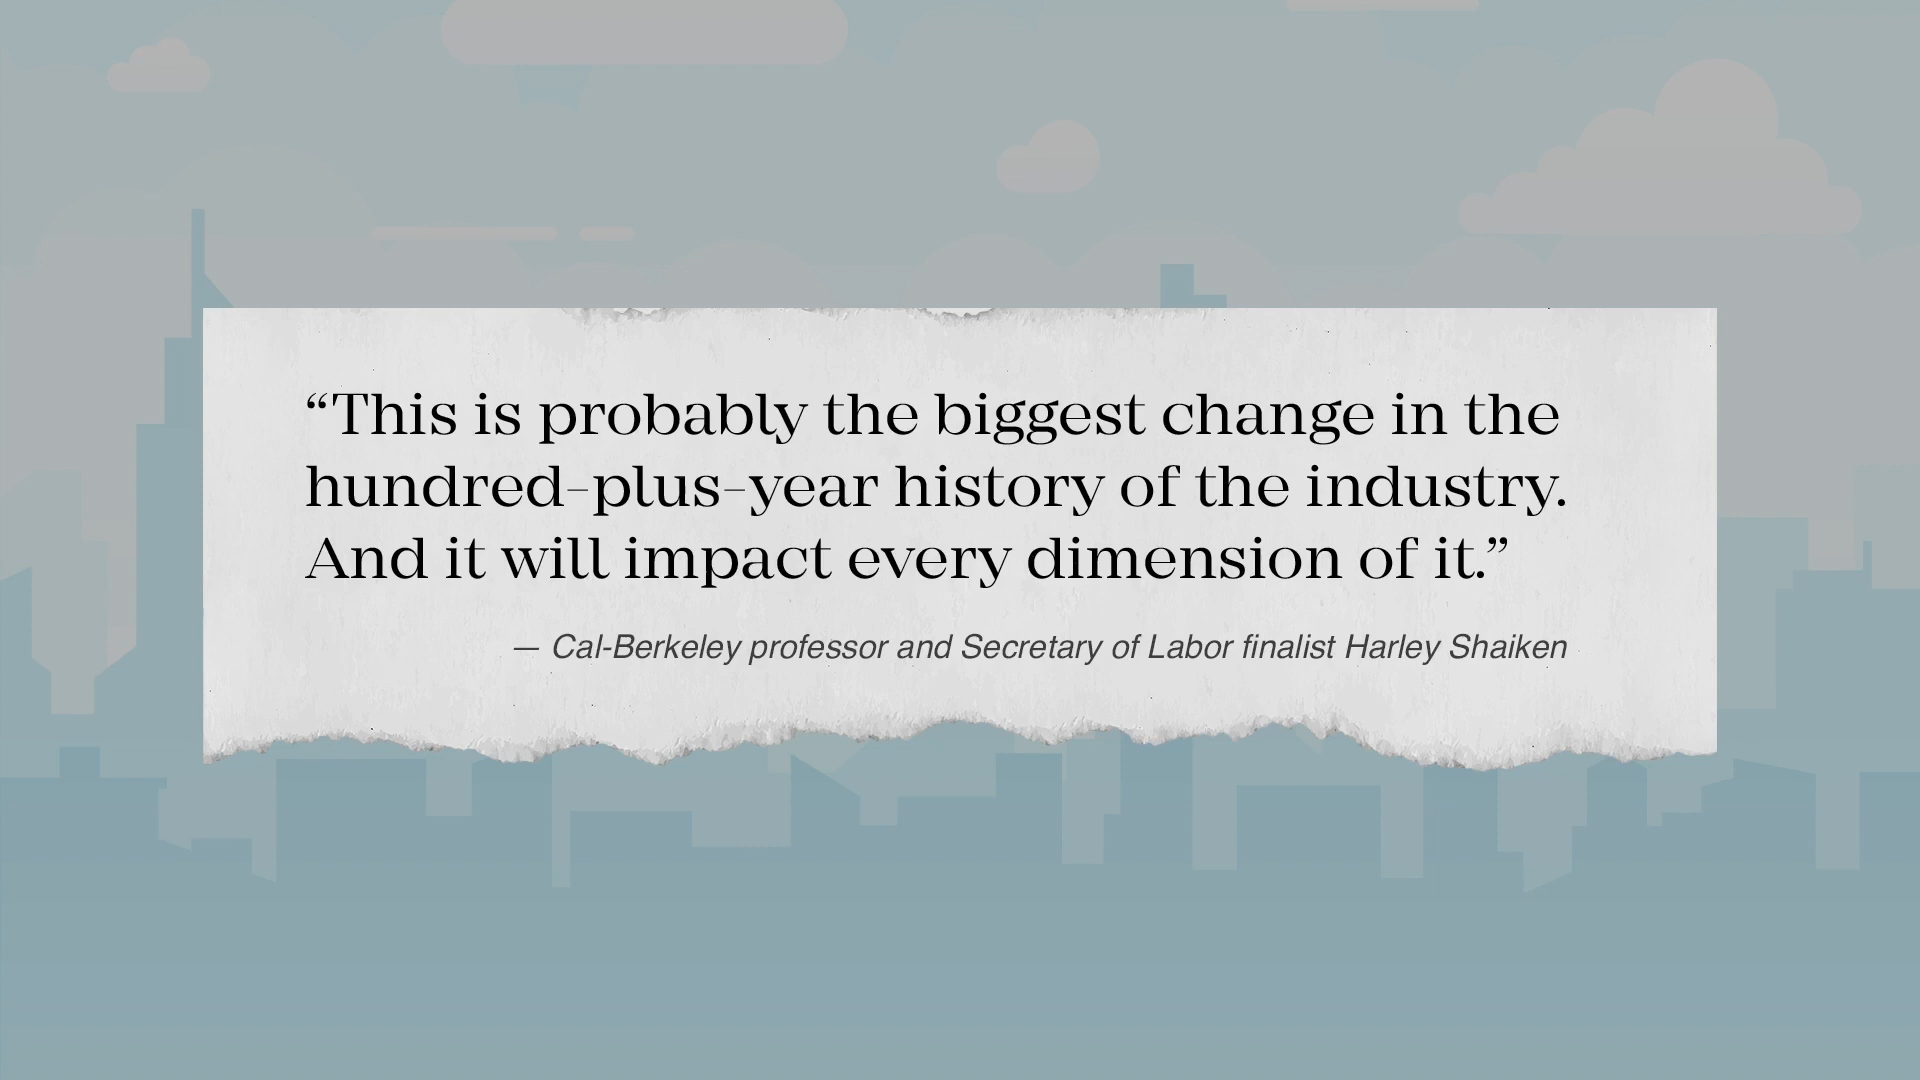 “This is probably the biggest change in the
hundred-plus-year history of the industry.
And it will impact every dimension of it.”
— Cal-Berkeley professor and Secretary of Labor finalist Harley Shaiken